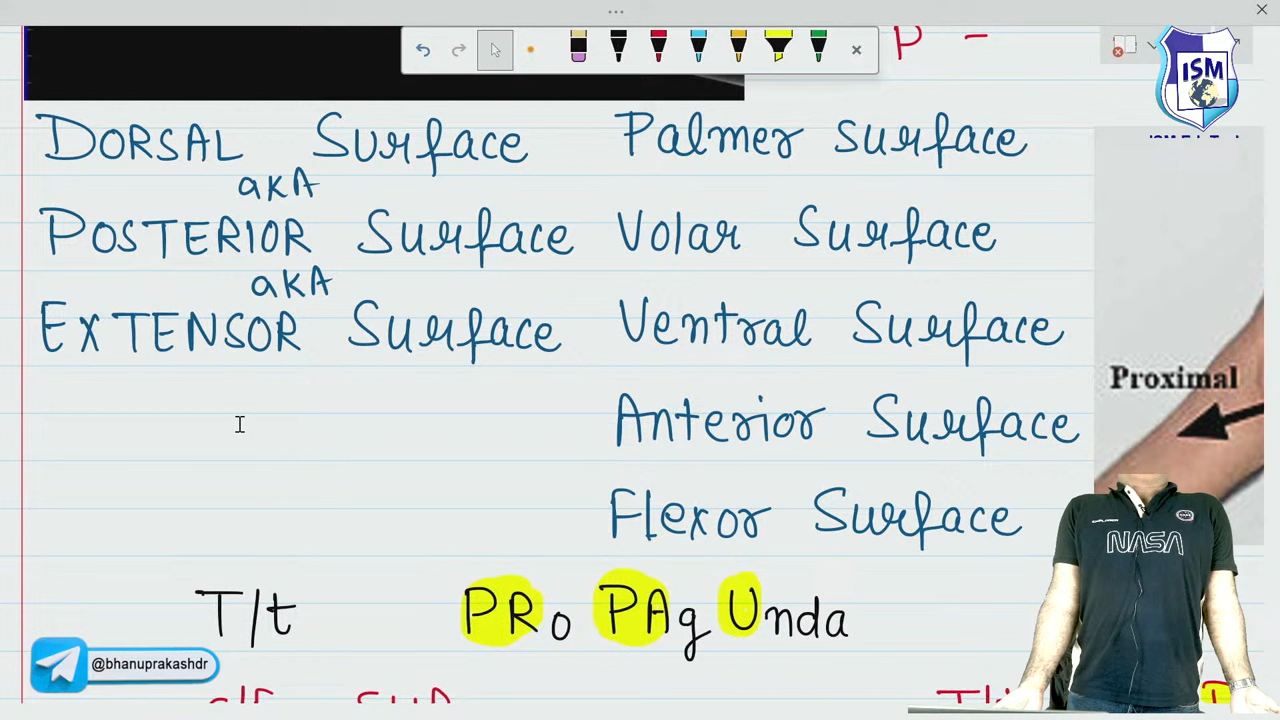 P -
ISM
DORSAL Surface
Palmer surface
aKA
POSTERIOR Surface
Volar Surface
aKA
EXTENSOR Surface
Ventral Surface
Proximal
Anterior Surface
Flexor Surface
NASA
T/t
PRo PAg Unda
@bhanuprakashdr